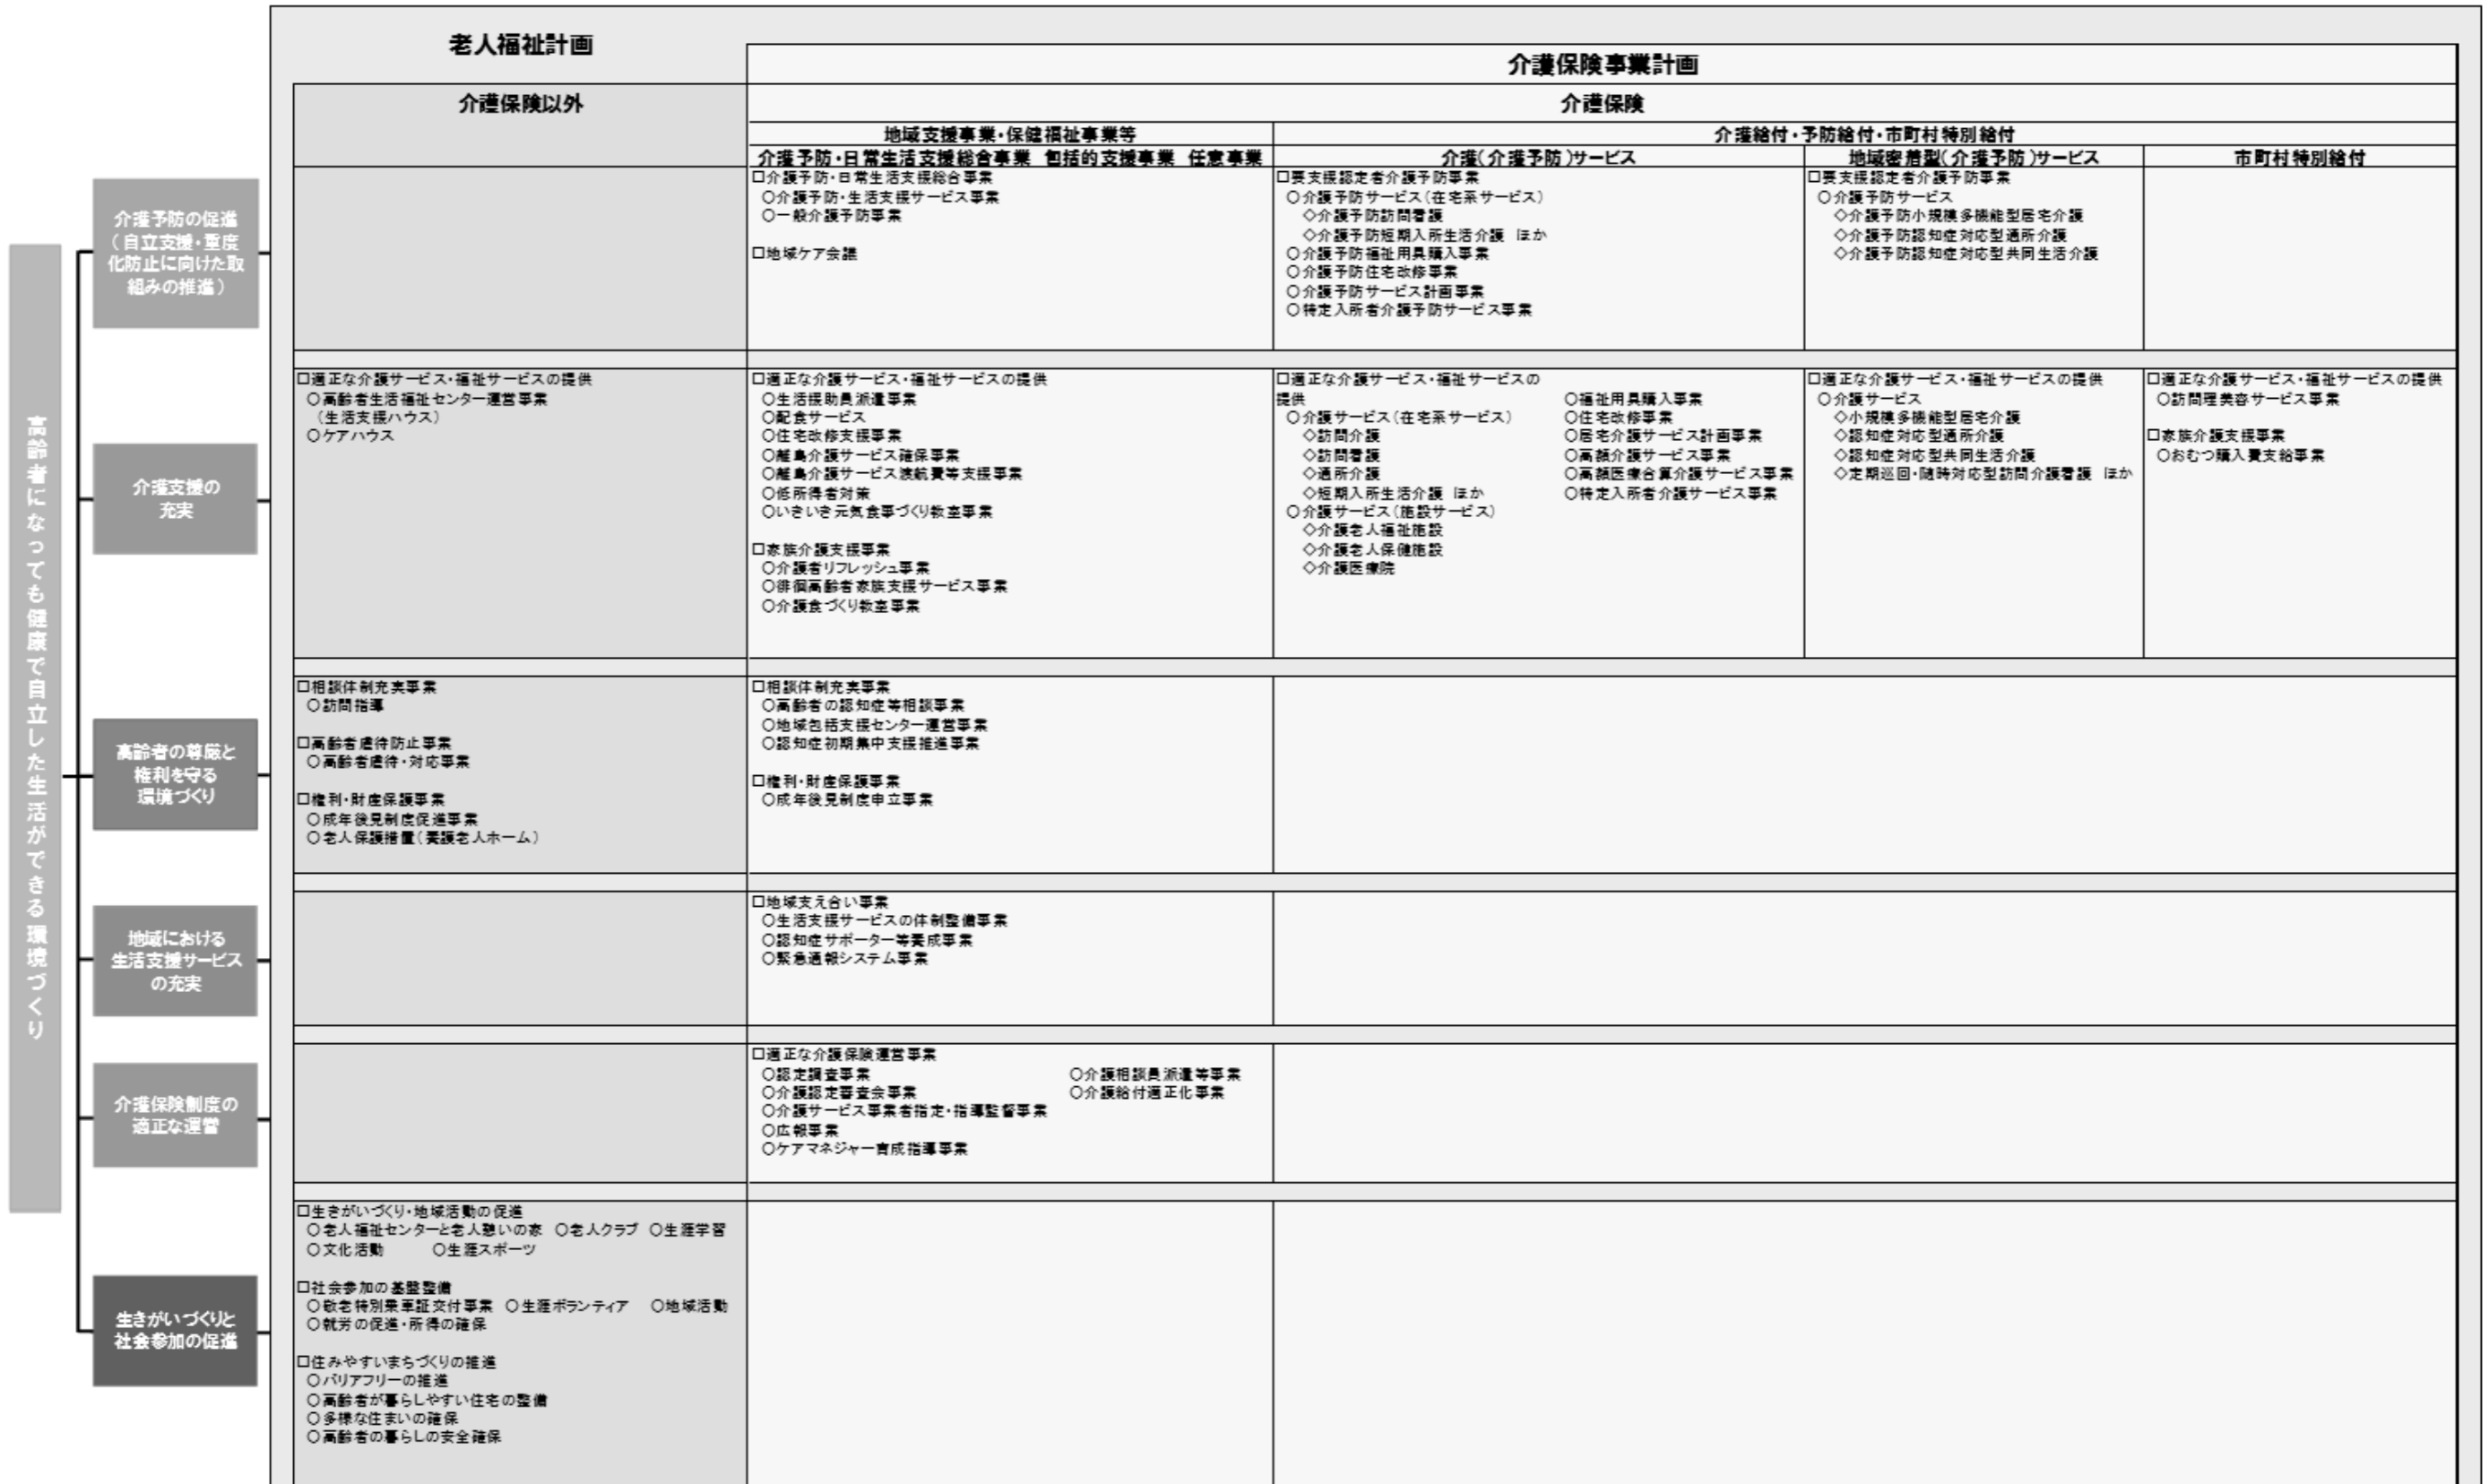 老人福祉計画
介護保険事業計画
介護保険以外
介護保険
地域支援事業・保健福祉事業等
介護給付・予防給付・市町村特別給付
介護予防・日常生活支援総合事業 包括的支援事業 任意事業
介護(介護予防)サービス
地域密着型(介護予防)サービス
市町村特別給付
高齢者になっても健康で自立した生活ができる環境づくり
介護予防の促進
(自立支援・重度
化防止に向けた取
組みの推進)
□介護予防・日常生活支援総合事業
○介護予防・生活支援サービス事業
○一般介護予防事業
□地域ケア会議
□要支援認定者介護予防事業
○介護予防サービス(在宅系サービス)
◇介護予防訪問看護
◇介護予防短期入所生活介護 ほか
○介護予防福祉用具購入事業
○介護予防住宅改修事業
○介護予防サービス計画事業
○特定入所者介護予防サービス事業
□要支援認定者介護予防事業
○介護予防サービス
◇介護予防小規模多機能型居宅介護
◇介護予防認知症対応型通所介護
◇介護予防認知症対応型共同生活介護
介護支援の
充実
□適正な介護サービス・福祉サービスの提供
○高齢者生活福祉センター運営事業
(生活支援ハウス)
○ケアハウス
□適正な介護サービス・福祉サービスの提供
○生活援助員派遣事業
○配食サービス
○住宅改修支援事業
○離島介護サービス確保事業
○離島介護サービス渡航費等支援事業
○低所得者対策
○いきいき元気食事づくり教室事業
□家族介護支援事業
○介護者リフレッシュ事業
○徘徊高齢者家族支援サービス事業
○介護食づくり教室事業
□適正な介護サービス・福祉サービスの
提供
○介護サービス(在宅系サービス)
◇訪問介護
◇訪問看護
◇通所介護
◇短期入所生活介護 ほか
○介護サービス(施設サービス)
◇介護老人福祉施設
◇介護老人保健施設
◇介護医療院
○福祉用具購入事業
○住宅改修事業
○居宅介護サービス計画事業
○高額介護サービス事業
○高額医療合算介護サービス事業
○特定入所者介護サービス事業
□適正な介護サービス・福祉サービスの提供
○介護サービス
◇小規模多機能型居宅介護
◇認知症対応型通所介護
◇認知症対応型共同生活介護
◇定期巡回・随時対応型訪問介護看護 ほか
□適正な介護サービス・福祉サービスの提供
○訪問理美容サービス事業
□家族介護支援事業
○おむつ購入費支給事業
高齢者の尊厳と
権利を守る
環境づくり
□相談体制充実事業
○訪問指導
□高齢者虐待防止事業
○高齢者虐待・対応事業
□権利・財産保護事業
○成年後見制度促進事業
○老人保護措置(養護老人ホーム)
□相談体制充実事業
○高齢者の認知症等相談事業
○地域包括支援センター運営事業
○認知症初期集中支援推進事業
□権利・財産保護事業
○成年後見制度申立事業
地域における
生活支援サービス
の充実
□地域支え合い事業
○生活支援サービスの体制整備事業
○認知症サポーター等養成事業
○緊急通報システム事業
介護保険制度の
適正な運営
□適正な介護保険運営事業
○認定調査事業
○介護認定審査会事業
○介護サービス事業者指定・指導監督事業
○広報事業
○ケアマネジャー育成指導事業
○介護相談員派遣等事業
○介護給付適正化事業
生きがいづくりと
社会参加の促進
□生きがいづくり・地域活動の促進
○老人福祉センターと老人憩いの家 ○老人クラブ ○生涯学習
○文化活動 ○生涯スポーツ
□社会参加の基盤整備
○敬老特別乗車証交付事業 ○生涯ボランティア ○地域活動
○就労の促進・所得の確保
□住みやすいまちづくりの推進
○バリアフリーの推進
○高齢者が暮らしやすい住宅の整備
○多様な住まいの確保
○高齢者の暮らしの安全確保